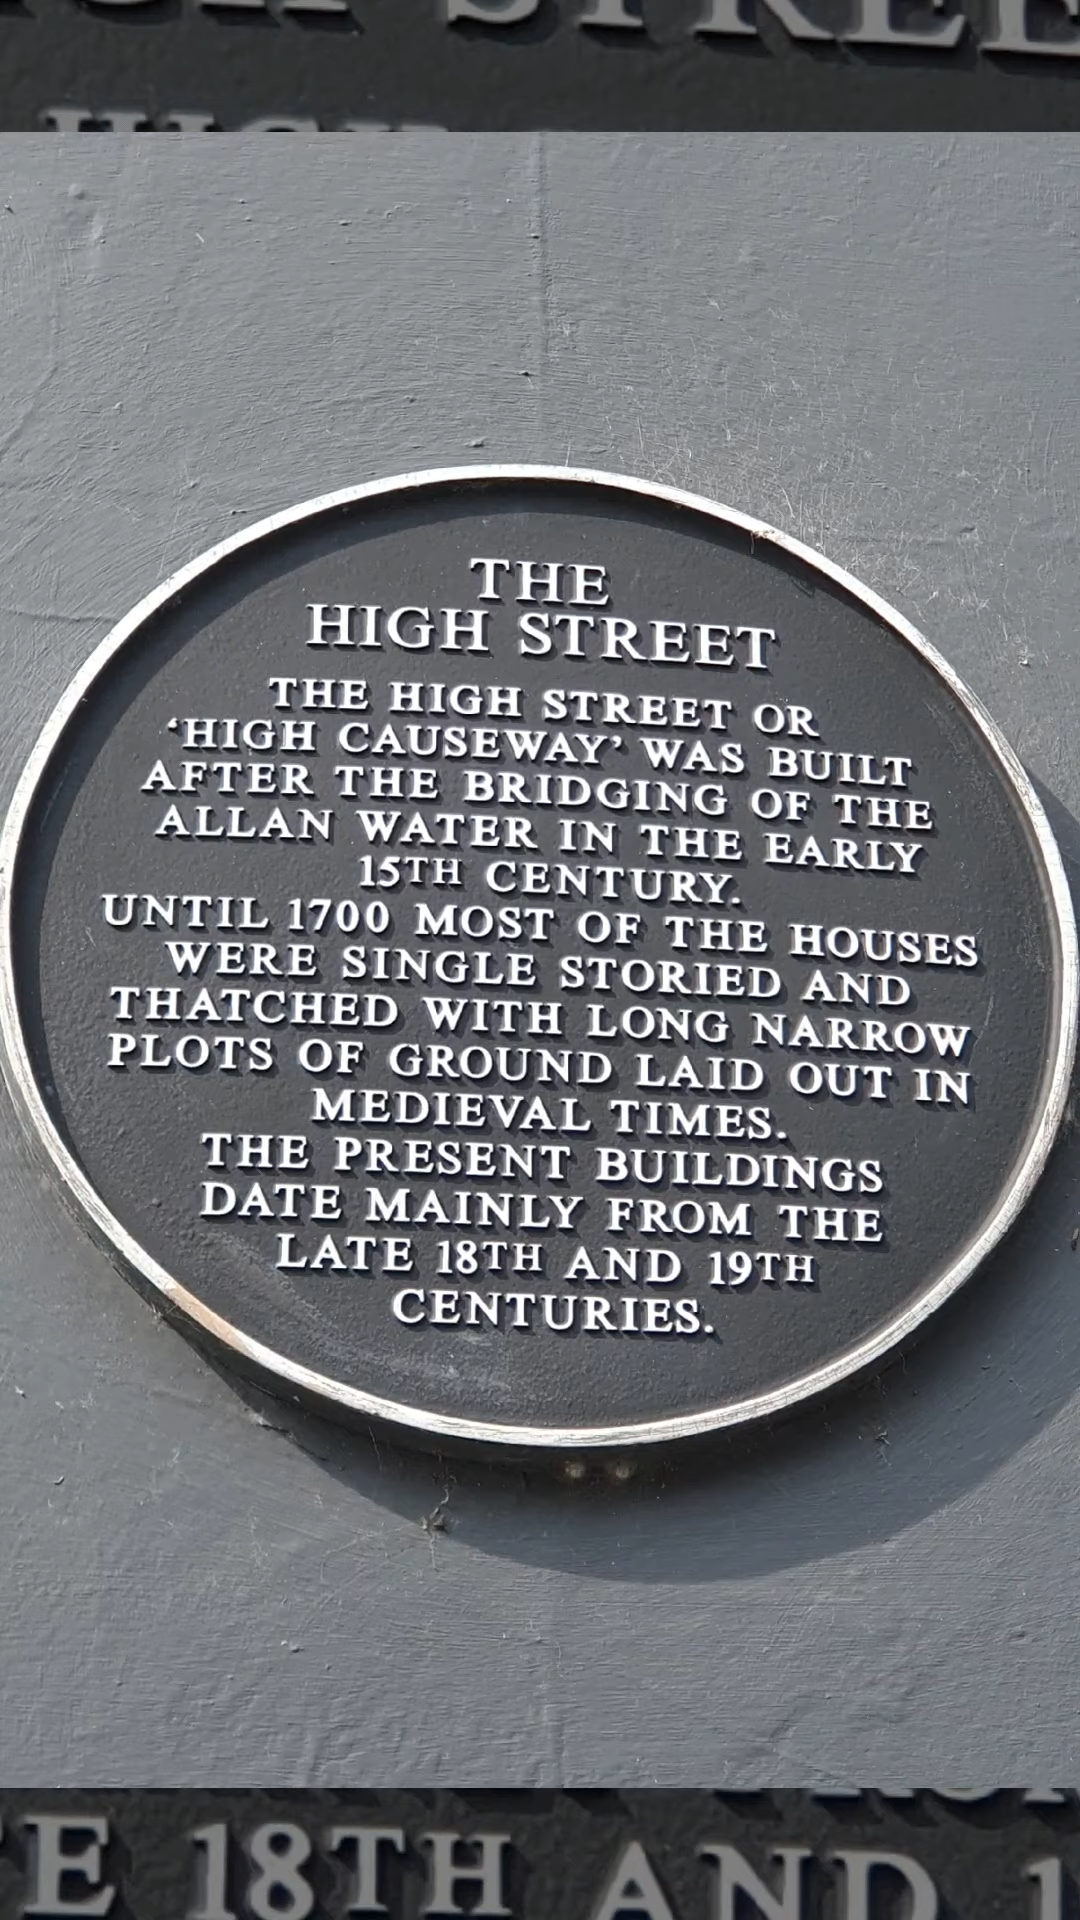 THE
HIGH STREET
THE HIGH STREET OR
‘HIGH CAUSEWAY’ WAS BUILT
AFTER THE BRIDGING OF THE
ALLAN WATER IN THE EARLY
15TH CENTURY.
UNTIL 1700 MOST OF THE HOUSES
WERE SINGLE STORIED AND
THATCHED WITH LONG NARROW
PLOTS OF GROUND LAID OUT IN
MEDIEVAL TIMES.
THE PRESENT BUILDINGS
DATE MAINLY FROM THE
LATE 18TH AND 19TH
CENTURIES.
18TH AND